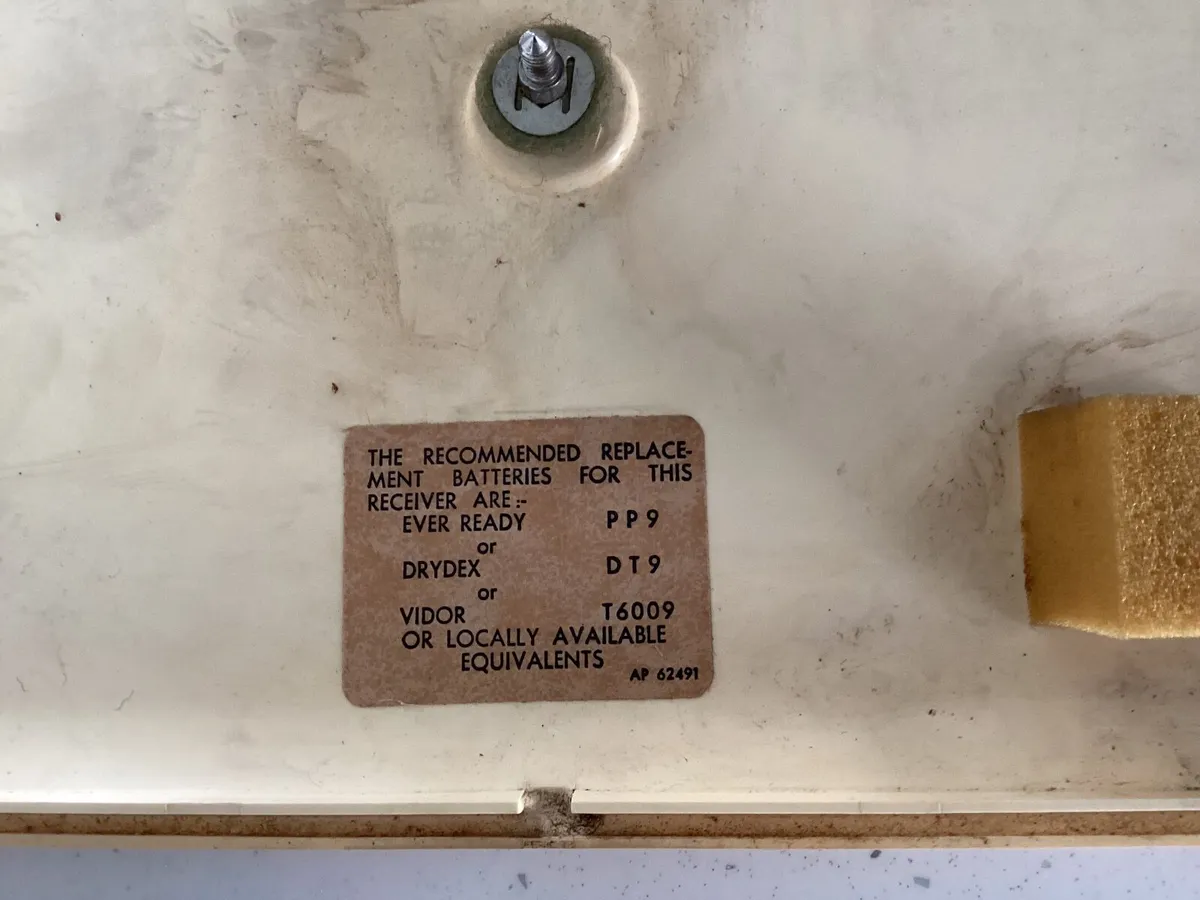 THE RECOMMENDED REPLACE-
MENT BATTERIES FOR THIS
RECEIVER ARE:-
EVER READY PP9
or
DRYDEX DT9
or
VIDOR T6009
OR LOCALLY AVAILABLE
EQUIVALENTS
AP 62491